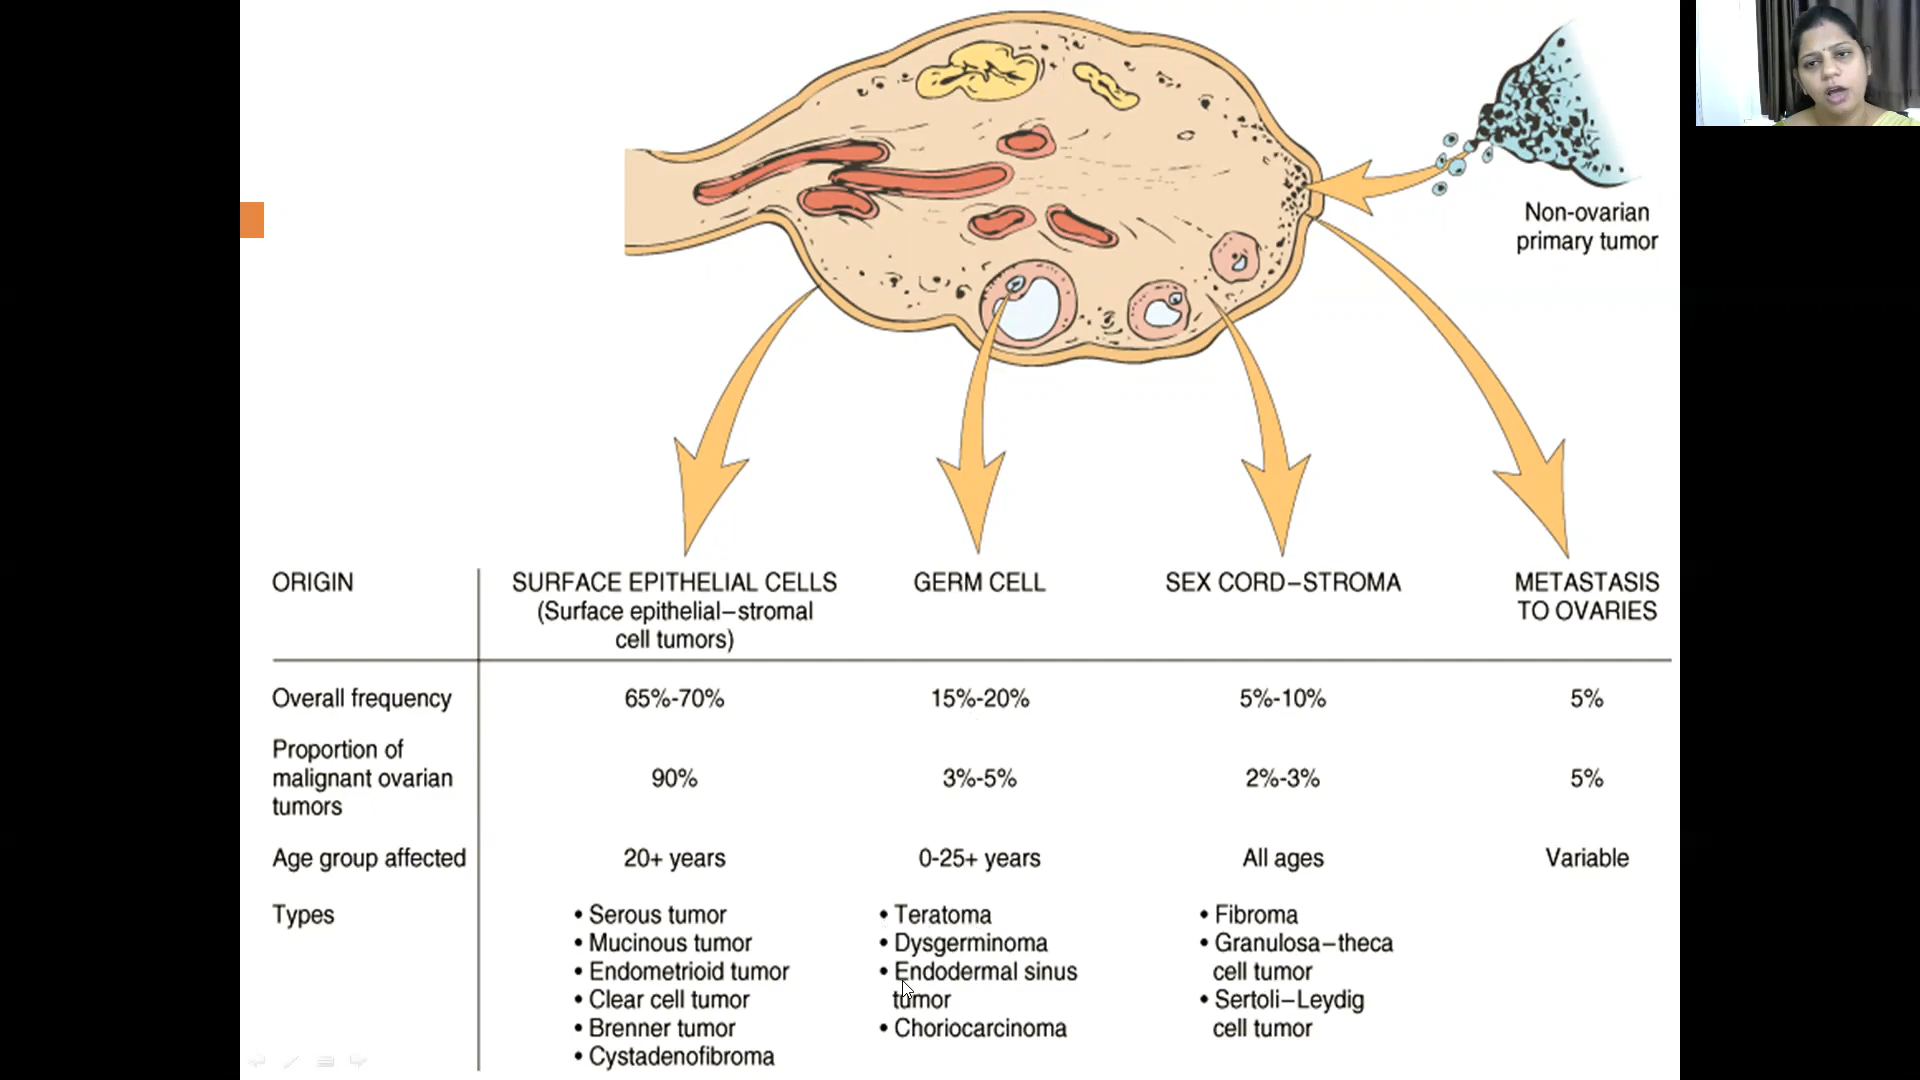 Non-ovarian
primary tumor
ORIGIN
SURFACE EPITHELIAL CELLS
(Surface epithelial–stromal
cell tumors)
GERM CELL
SEX CORD–STROMA
METASTASIS
TO OVARIES
Overall frequency
65%-70%
15%-20%
5%-10%
5%
Proportion of
malignant ovarian
tumors
90%
3%-5%
2%-3%
5%
Age group affected
20+ years
0-25+ years
All ages
Variable
Types
• Serous tumor
• Mucinous tumor
• Endometrioid tumor
• Clear cell tumor
• Brenner tumor
• Cystadenofibroma
• Teratoma
• Dysgerminoma
• Endodermal sinus
tumor
• Choriocarcinoma
• Fibroma
• Granulosa–theca
cell tumor
• Sertoli–Leydig
cell tumor